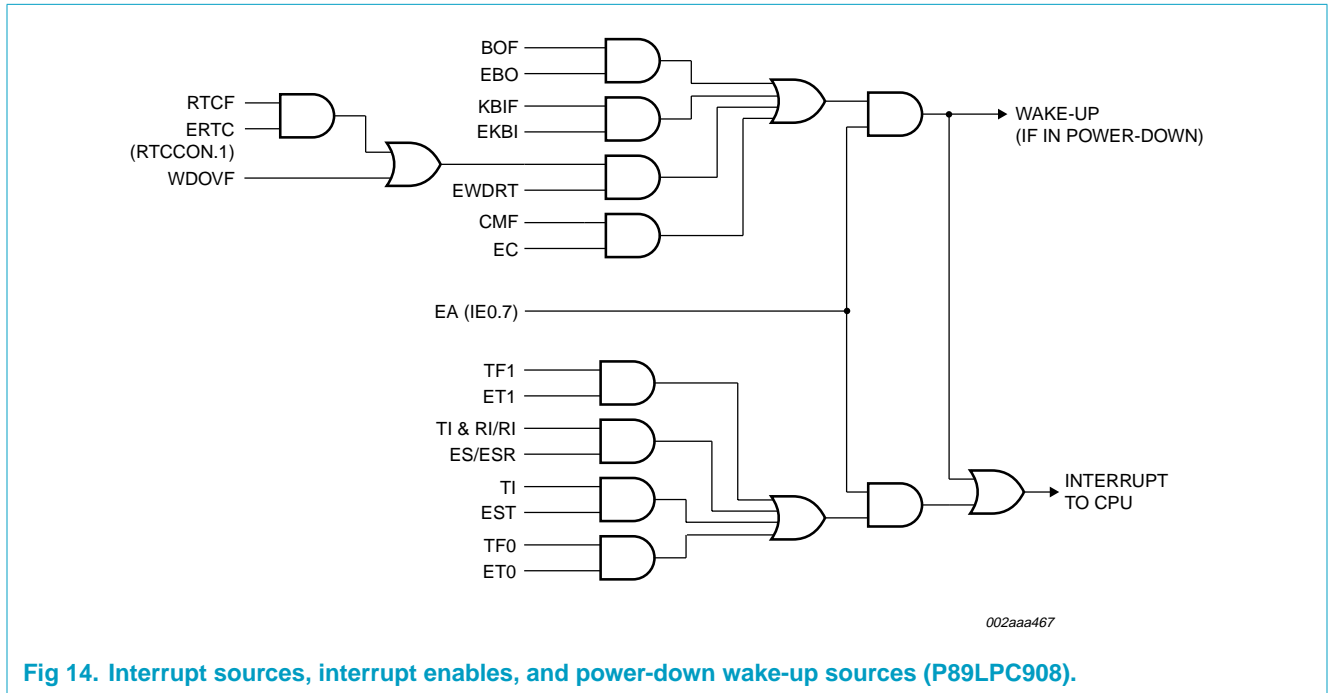 BOF
EBO
RTCF
ERTC
(RTCCON.1)
WDOVF
KBIF
EKBI
EWDRT
CMF
EC
WAKE-UP
(IF IN POWER-DOWN)
EA (IE0.7)
TF1
ET1
TI & RI/RI
ES/ESR
TI
EST
TF0
ET0
INTERRUPT
TO CPU
002aaa467
Fig 14. Interrupt sources, interrupt enables, and power-down wake-up sources (P89LPC908).